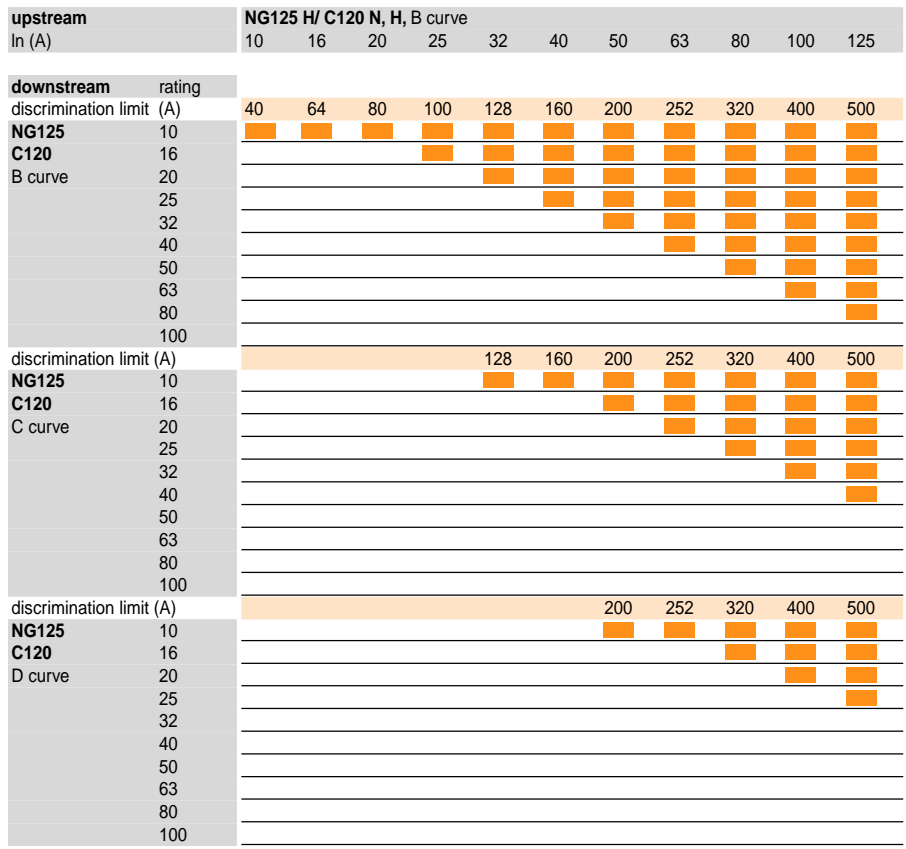 upstream NG125 H/ C120 N, H, B curve
In (A) 10 16 20 25 32 40 50 63 80 100 125
downstream rating
discrimination limit (A) 40 64 80 100 128 160 200 252 320 400 500
NG125 10
C120 16
B curve 20
25
32
40
50
63
80
100
discrimination limit (A) 128 160 200 252 320 400 500
NG125 10
C120 16
C curve 20
25
32
40
50
63
80
100
discrimination limit (A) 200 252 320 400 500
NG125 10
C120 16
D curve 20
25
32
40
50
63
80
100